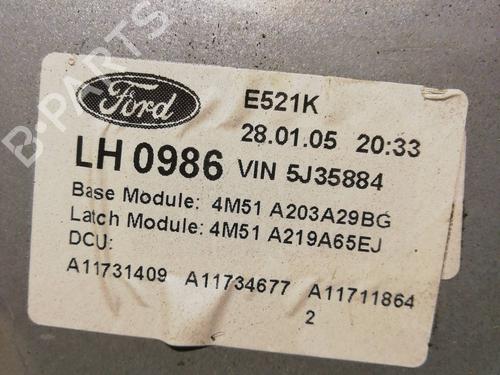 B-PARTS
Ford
E521K
28.01.05 20:33
LH 0986 VIN 5J35884
Base Module: 4M51 A203A29BG
Latch Module: 4M51 A219A65EJ
DCU:
A11731409 A11734677 A11711864
2